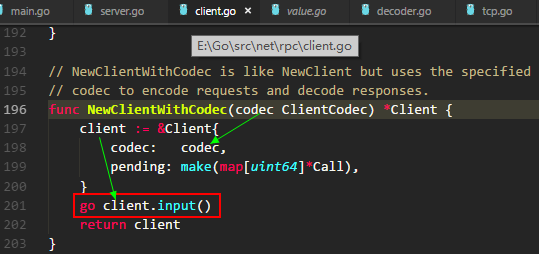 main.go server.go client.go value.go decoder.go tcp.go
192 }
E:\Go\src\net\rpc\client.go
193
194 // NewClientWithCodec is like NewClient but uses the specified
195 // codec to encode requests and decode responses.
196 func NewClientWithCodec(codec ClientCodec) *Client {
197 client := &Client{
198 codec: codec,
199 pending: make(map[uint64]*Call),
200 }
201 go client.input()
202 return client
203 }